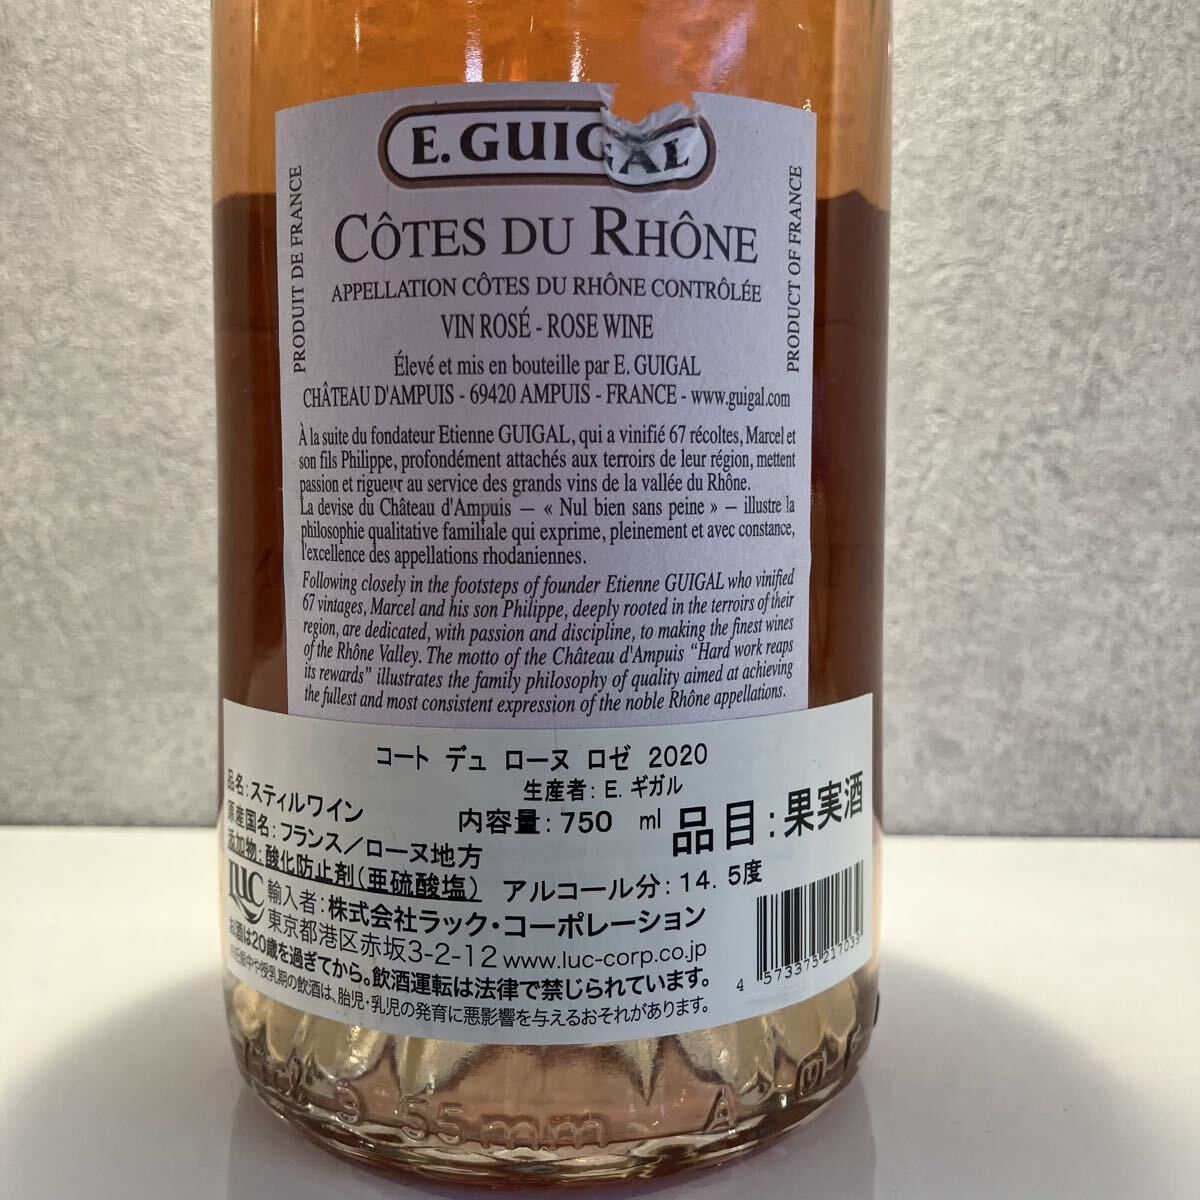 E. GUIGAL
CÔTES DU RHÔNE
APPELLATION CÔTES DU RHÔNE CONTRÔLÉE
VIN ROSÉ - ROSE WINE
Élevé et mis en bouteille par E. GUIGAL
CHÂTEAU D'AMPUIS - 69420 AMPUIS - FRANCE - www.guigal.com
PRODUIT DE FRANCE
PRODUCT OF FRANCE
À la suite du fondateur Etienne GUIGAL, qui a vinifié 67 récoltes, Marcel et
son fils Philippe, profondément attachés aux terroirs de leur région, mettent
passion et rigueur au service des grands vins de la vallée du Rhône.
La devise du Château d'Ampuis — « Nul bien sans peine » — illustre la
philosophie qualitative familiale qui exprime, pleinement et avec constance,
l'excellence des appellations rhodaniennes.
Following closely in the footsteps of founder Etienne GUIGAL who vinified
67 vintages, Marcel and his son Philippe, deeply rooted in the terroirs of their
region, are dedicated, with passion and discipline, to making the finest wines
of the Rhône Valley. The motto of the Château d'Ampuis “Hard work reaps
its rewards” illustrates the family philosophy of quality aimed at achieving
the fullest and most consistent expression of the noble Rhône appellations.
コート デュ ローヌ ロゼ 2020
生産者: E. ギガル
品名:スティルワイン
内容量: 750 ml
品目:果実酒
原産国名:フランス/ローヌ地方
添加物:酸化防止剤(亜硫酸塩)
アルコール分:14.5度
LUC
輸入者:株式会社ラック・コーポレーション
東京都港区赤坂3-2-12 www.luc-corp.co.jp
お酒は20歳を過ぎてから。飲酒運転は法律で禁じられています。
妊娠中や授乳期の飲酒は、胎児・乳児の発育に悪影響を与えるおそれがあります。
4 573375 217039
55mm A